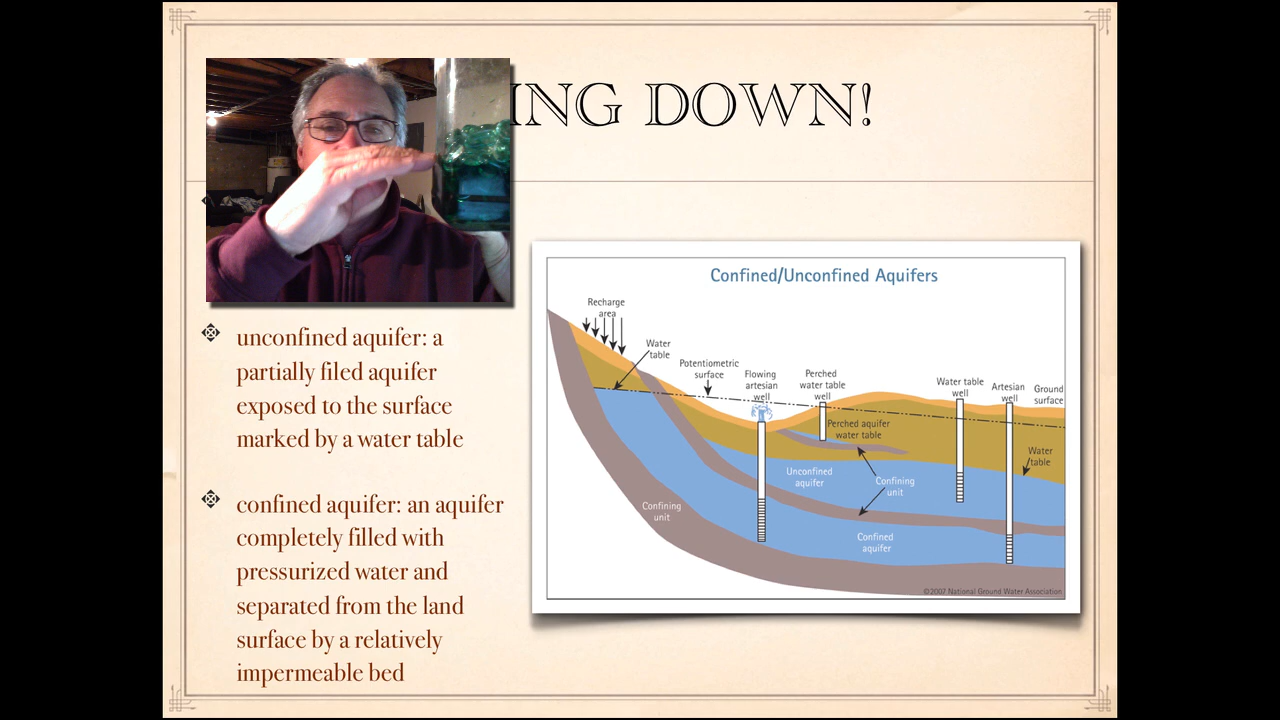 ING DOWN!
unconfined aquifer: a
partially filed aquifer
exposed to the surface
marked by a water table
confined aquifer: an aquifer
completely filled with
pressurized water and
separated from the land
surface by a relatively
impermeable bed
Confined/Unconfined Aquifers
Recharge
area
Water
table
Potentiometric
surface
Flowing
artesian
well
Perched
water table
well
Water table
well
Artesian
well
Ground
surface
Perched aquifer
water table
Water
table
Unconfined
aquifer
Confining
unit
Confining
unit
Confined
aquifer
©2007 National Ground Water Association